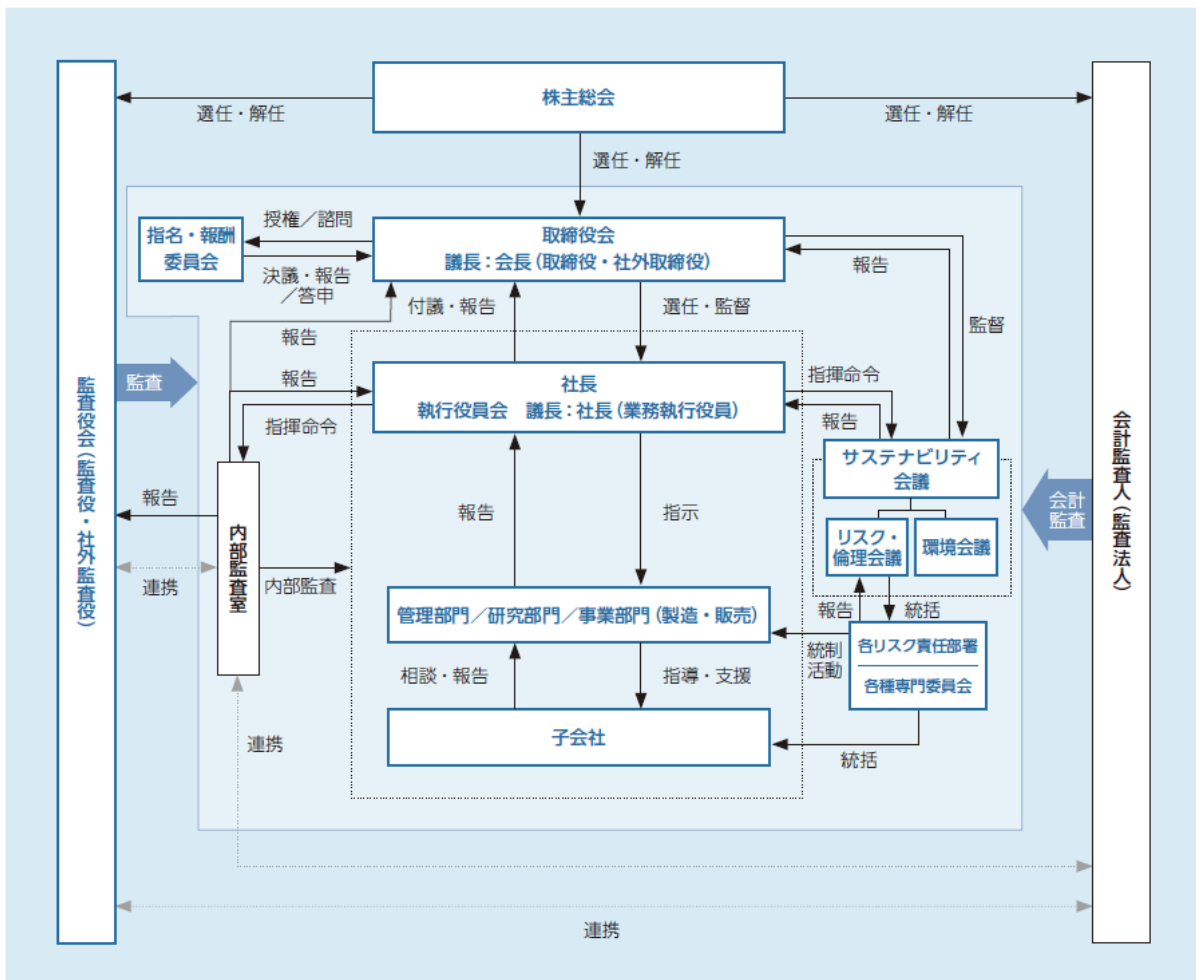 株主総会
選任・解任
選任・解任
選任・解任
指名・報酬
委員会
授権／諮問
決議・報告
／答申
取締役会
議長：会長（取締役・社外取締役）
報告
監督
報告
付議・報告
選任・監督
監査
報告
指揮命令
社長
執行役員会　議長：社長（業務執行役員）
指揮命令
報告
監査役会（監査役・社外監査役）
会計監査人（監査法人）
サステナビリティ
会議
リスク・
倫理会議
環境会議
会計
監査
報告
連携
内部監査室
内部監査
報告
指示
報告
統括
管理部門／研究部門／事業部門（製造・販売）
統制
活動
各リスク責任部署
各種専門委員会
相談・報告
指導・支援
子会社
統括
連携
連携